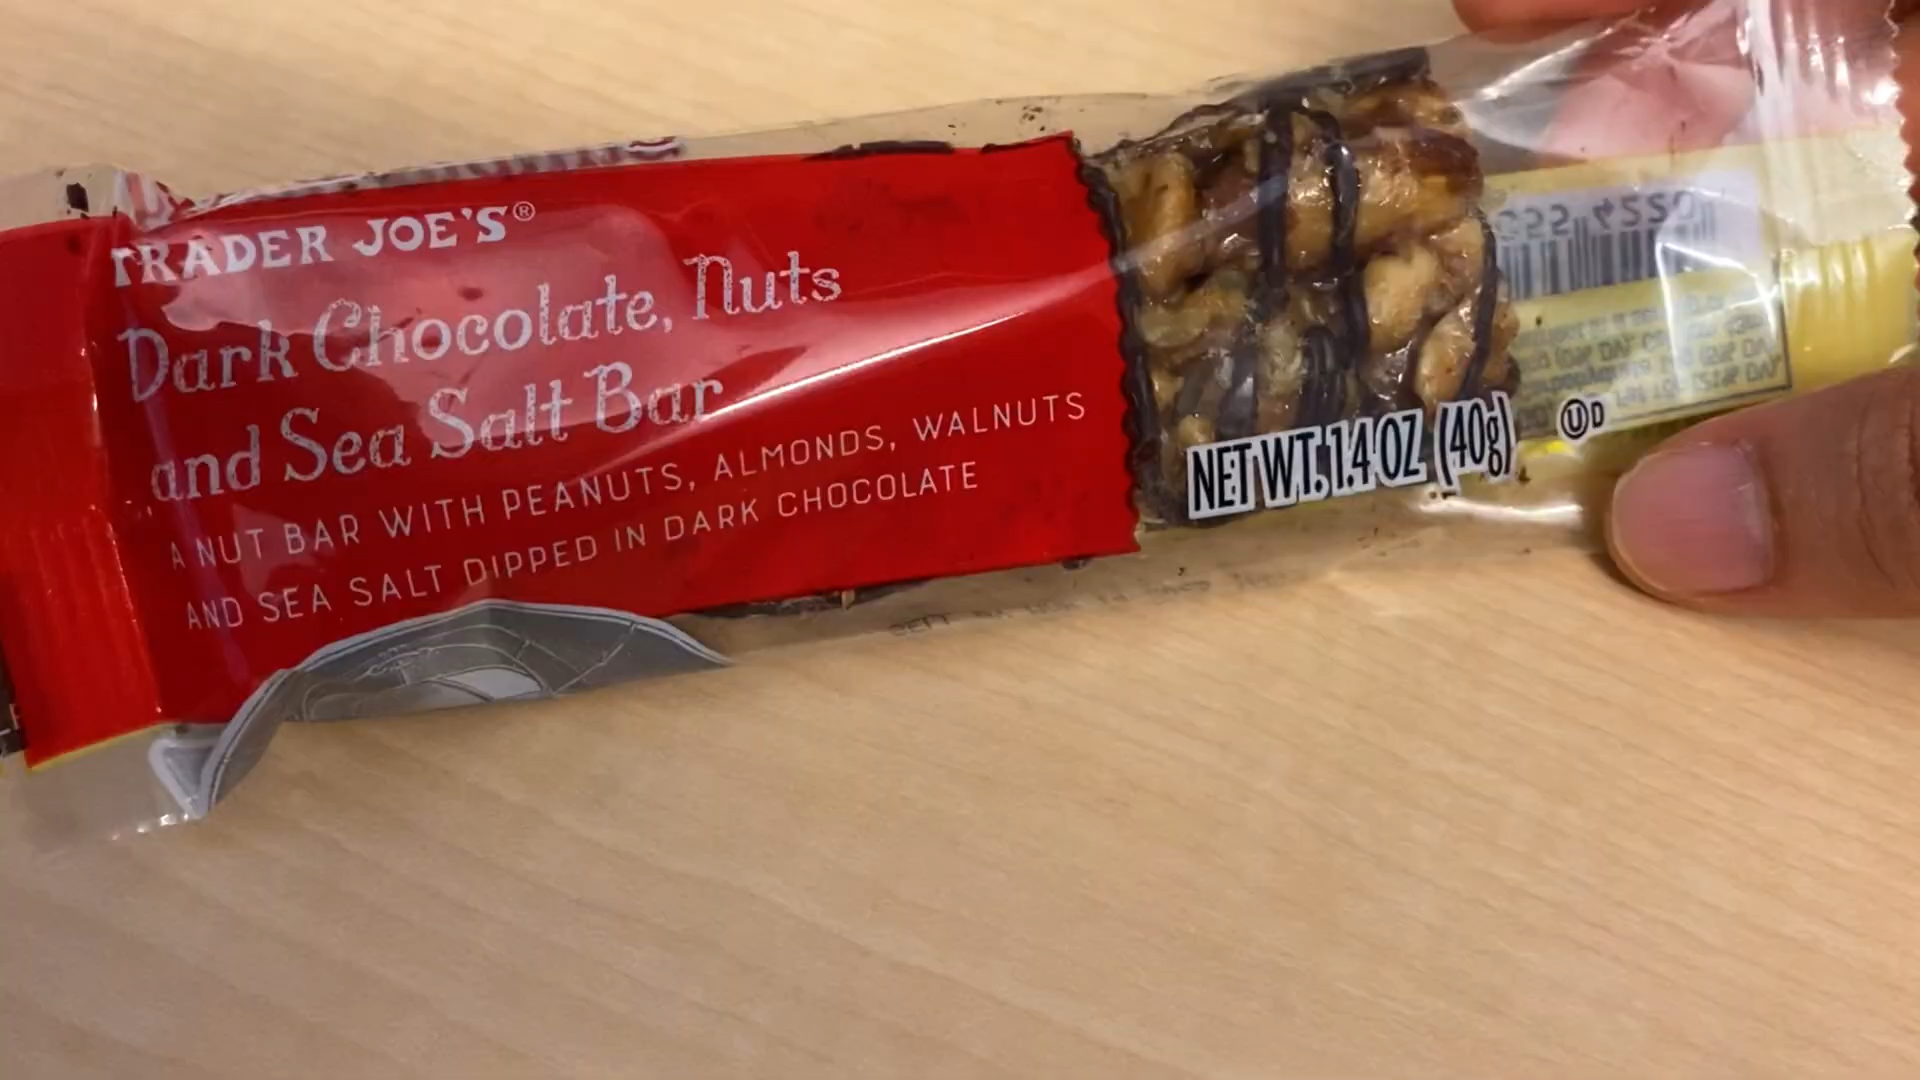 TRADER JOE'S®
Dark Chocolate, Nuts
and Sea Salt Bar
A NUT BAR WITH PEANUTS, ALMONDS, WALNUTS
AND SEA SALT DIPPED IN DARK CHOCOLATE
NET WT. 1.4 OZ (40g)
UD